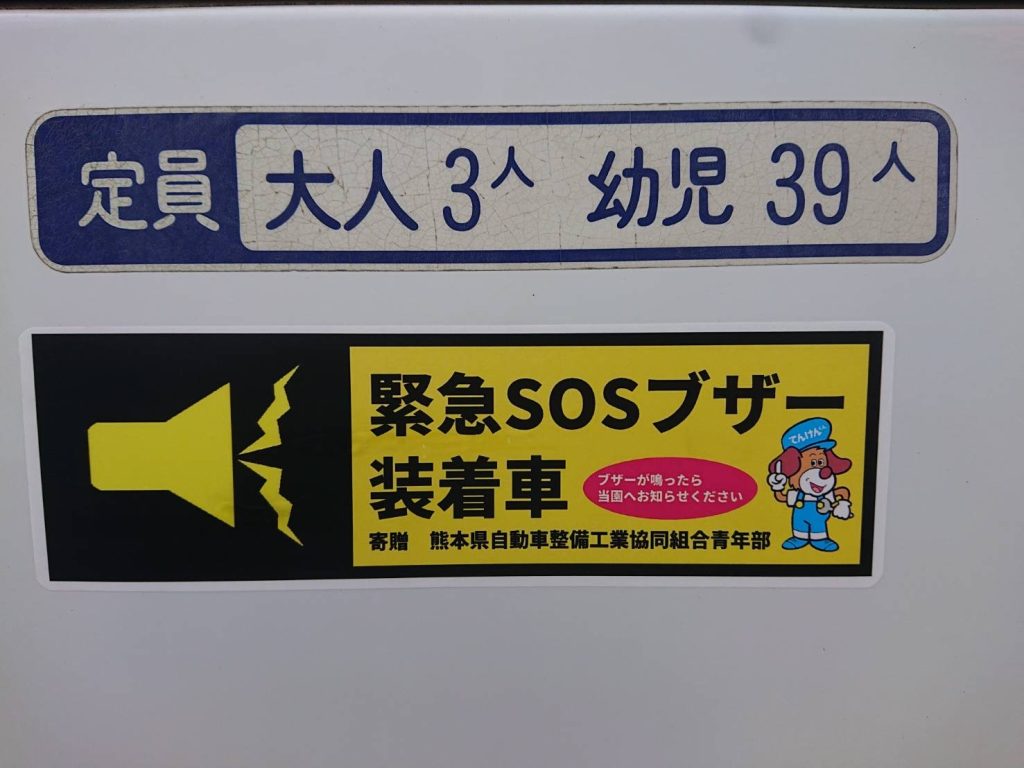 定員 大人 3人 幼児 39人
緊急SOSブザー
装着車
ブザーが鳴ったら
当園へお知らせください
寄贈 熊本県自動車整備工業協同組合青年部
てんけんくん